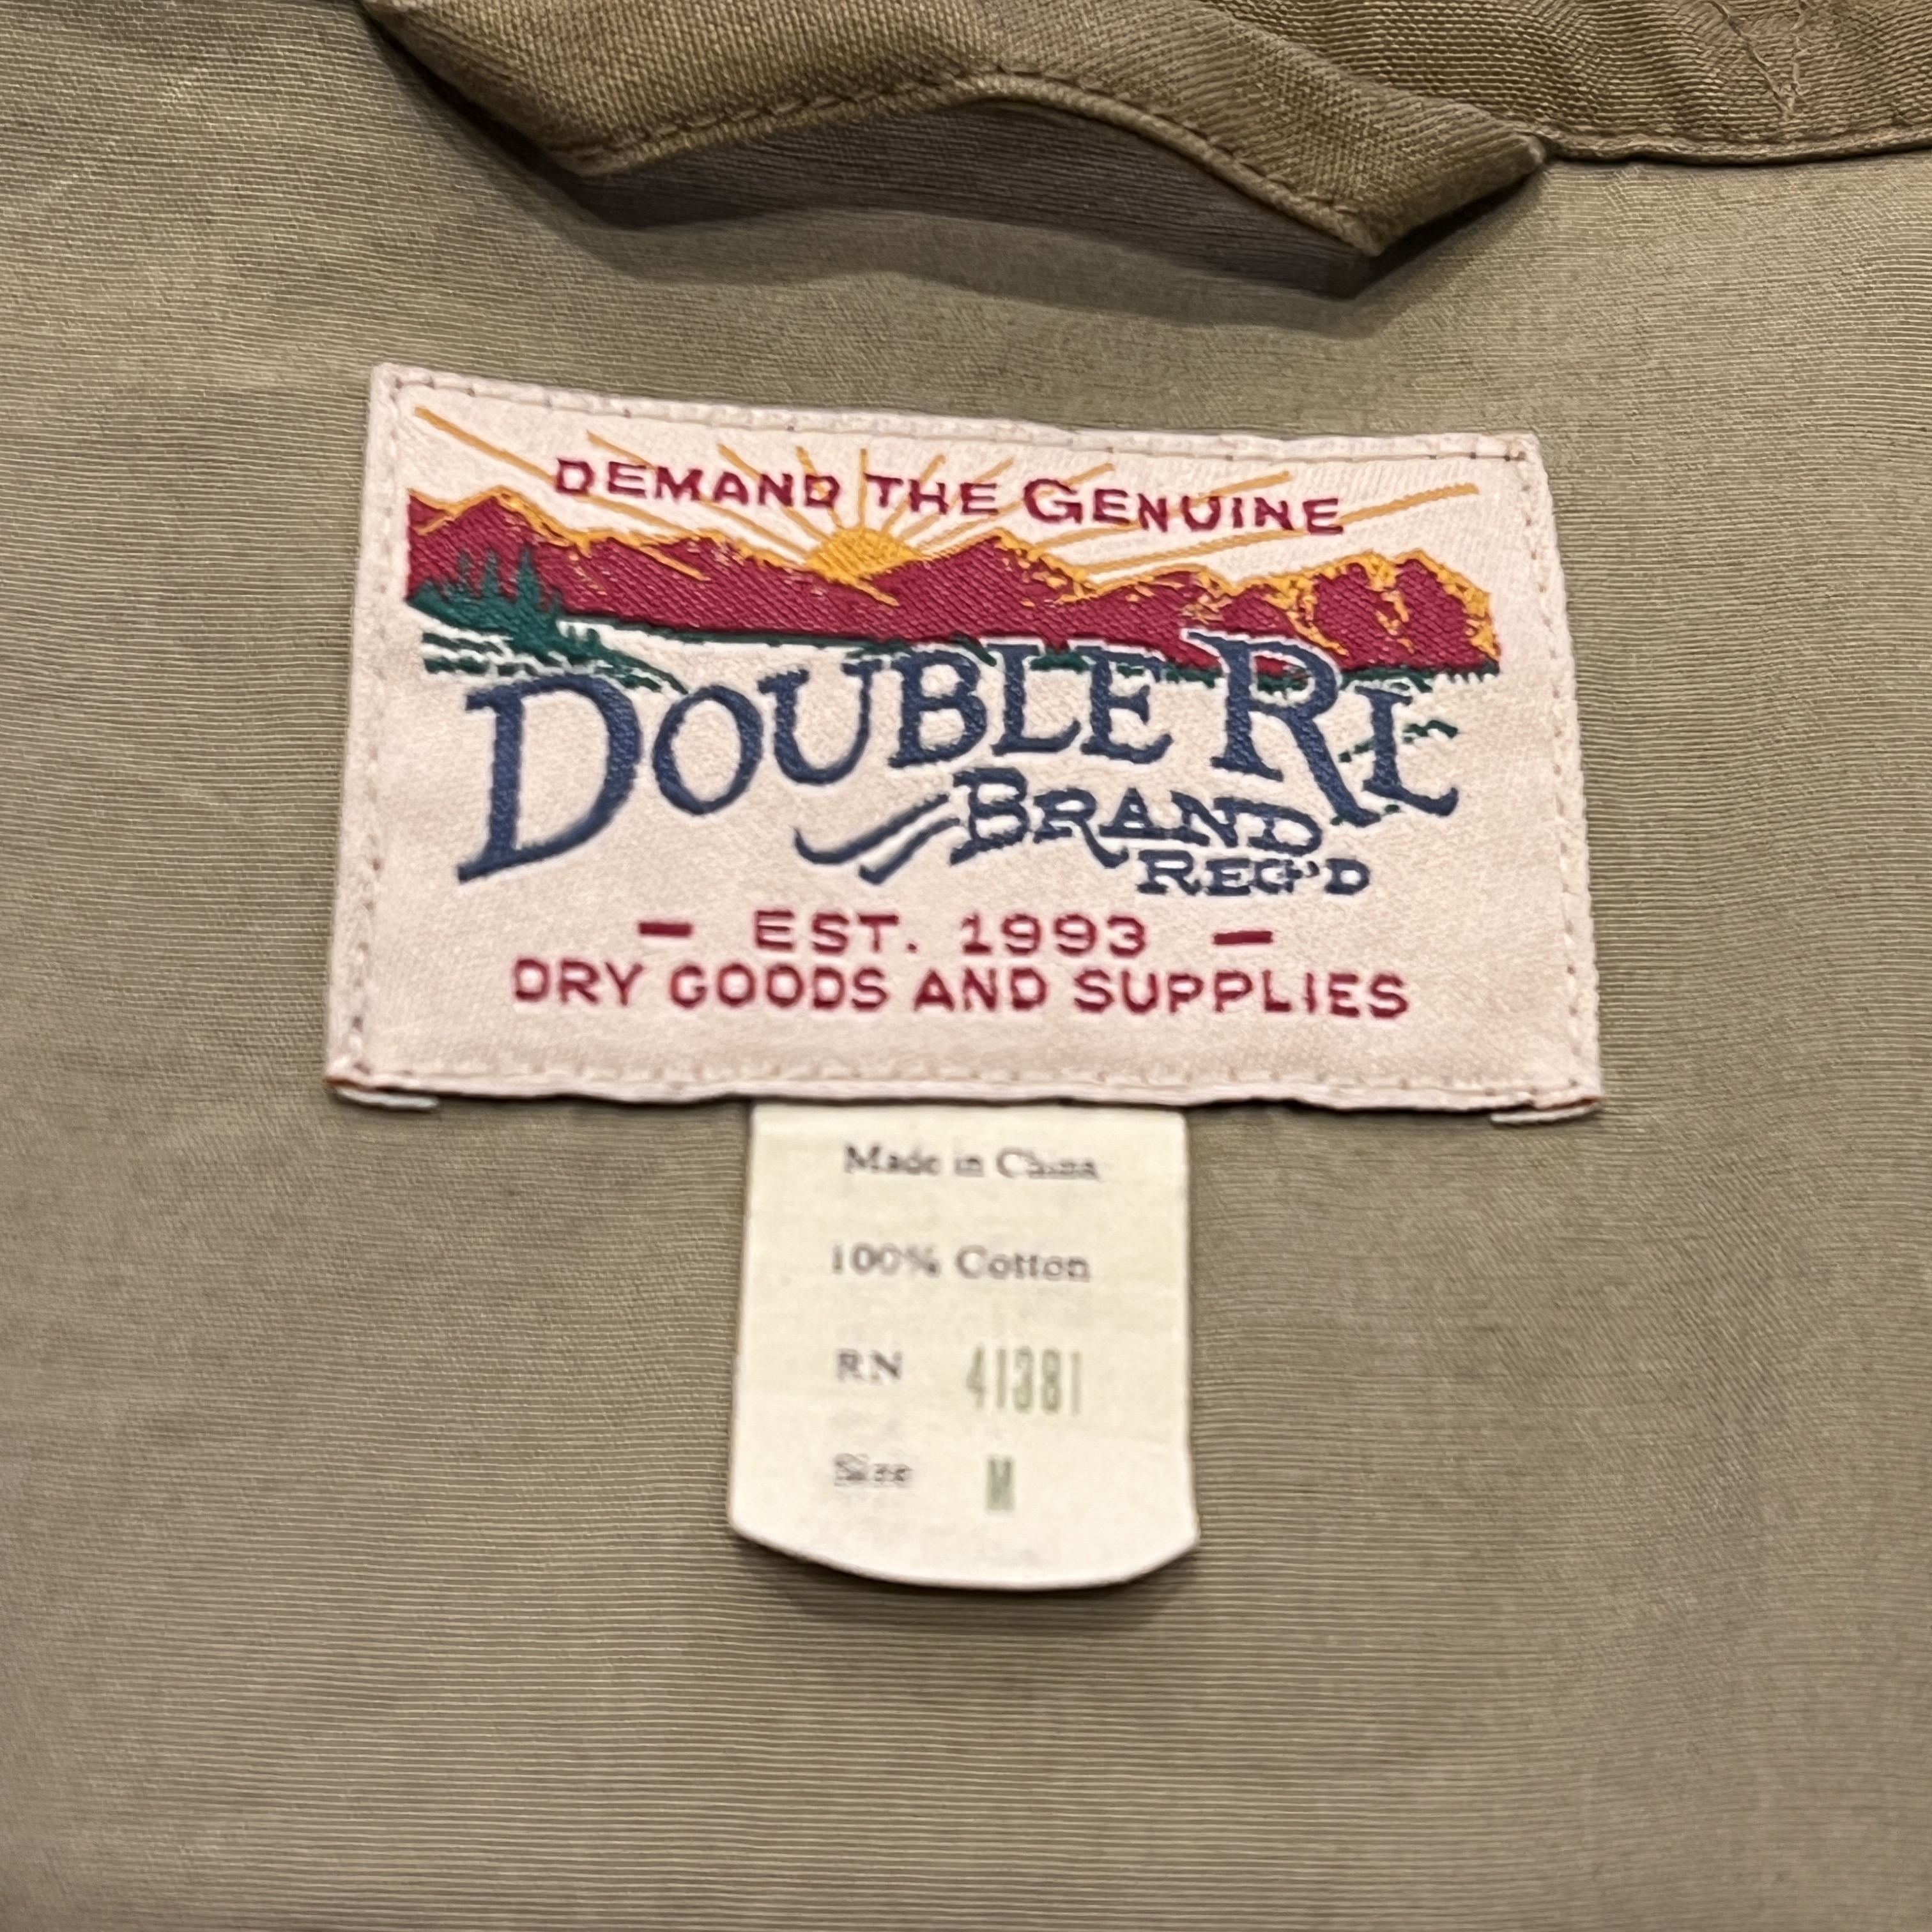 DEMAND THE GENUINE
DOUBLE RL
BRAND
REG'D
— EST. 1993 —
DRY GOODS AND SUPPLIES
Made in China
100% Cotton
RN 41381
Size M